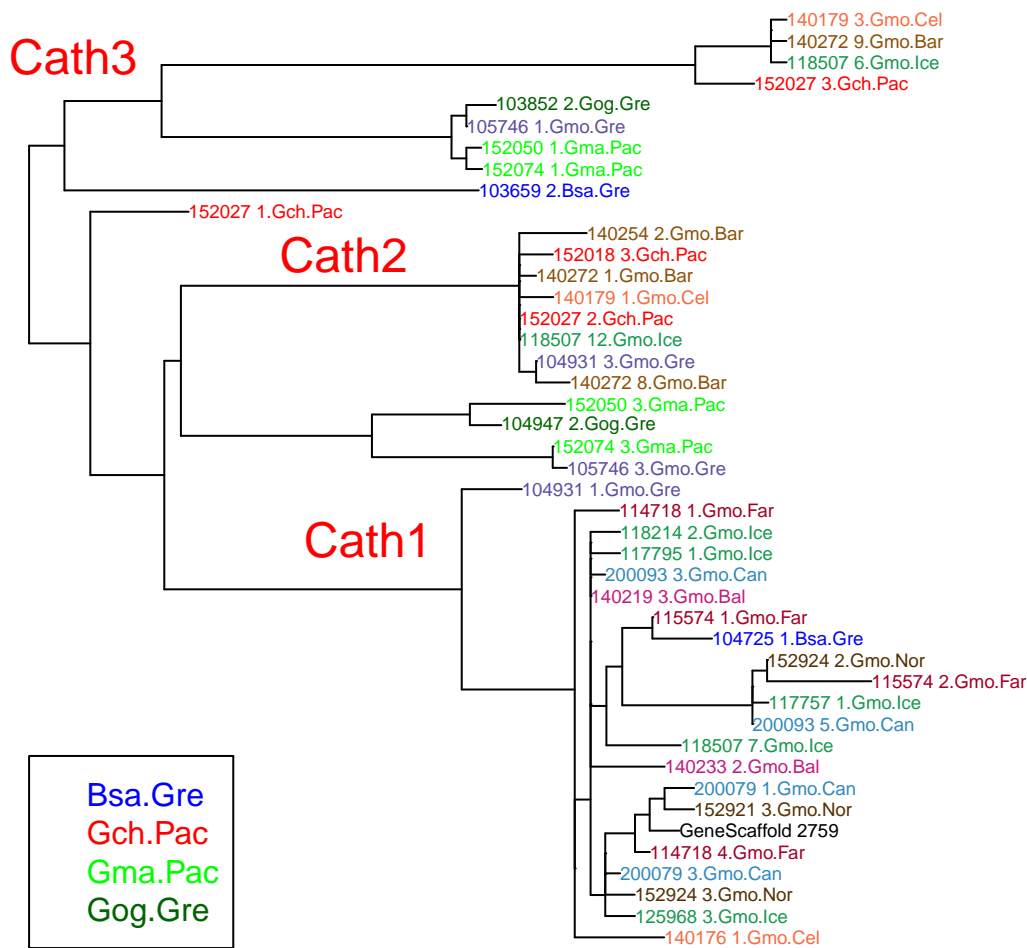 140179 3.Gmo.Cel
140272 9.Gmo.Bar
118507 6.Gmo.Ice
152027 3.Gch.Pac
Cath3
103852 2.Gog.Gre
105746 1.Gmo.Gre
152050 1.Gma.Pac
152074 1.Gma.Pac
103659 2.Bsa.Gre
152027 1.Gch.Pac
140254 2.Gmo.Bar
Cath2
152018 3.Gch.Pac
140272 1.Gmo.Bar
140179 1.Gmo.Cel
152027 2.Gch.Pac
118507 12.Gmo.Ice
104931 3.Gmo.Gre
140272 8.Gmo.Bar
152050 3.Gma.Pac
104947 2.Gog.Gre
152074 3.Gma.Pac
105746 3.Gmo.Gre
104931 1.Gmo.Gre
Cath1
114718 1.Gmo.Far
118214 2.Gmo.Ice
117795 1.Gmo.Ice
200093 3.Gmo.Can
140219 3.Gmo.Bal
115574 1.Gmo.Far
104725 1.Bsa.Gre
152924 2.Gmo.Nor
115574 2.Gmo.Far
117757 1.Gmo.Ice
200093 5.Gmo.Can
118507 7.Gmo.Ice
140233 2.Gmo.Bal
200079 1.Gmo.Can
152921 3.Gmo.Nor
GeneScaffold 2759
114718 4.Gmo.Far
200079 3.Gmo.Can
152924 3.Gmo.Nor
125968 3.Gmo.Ice
140176 1.Gmo.Cel
Bsa.Gre
Gch.Pac
Gma.Pac
Gog.Gre